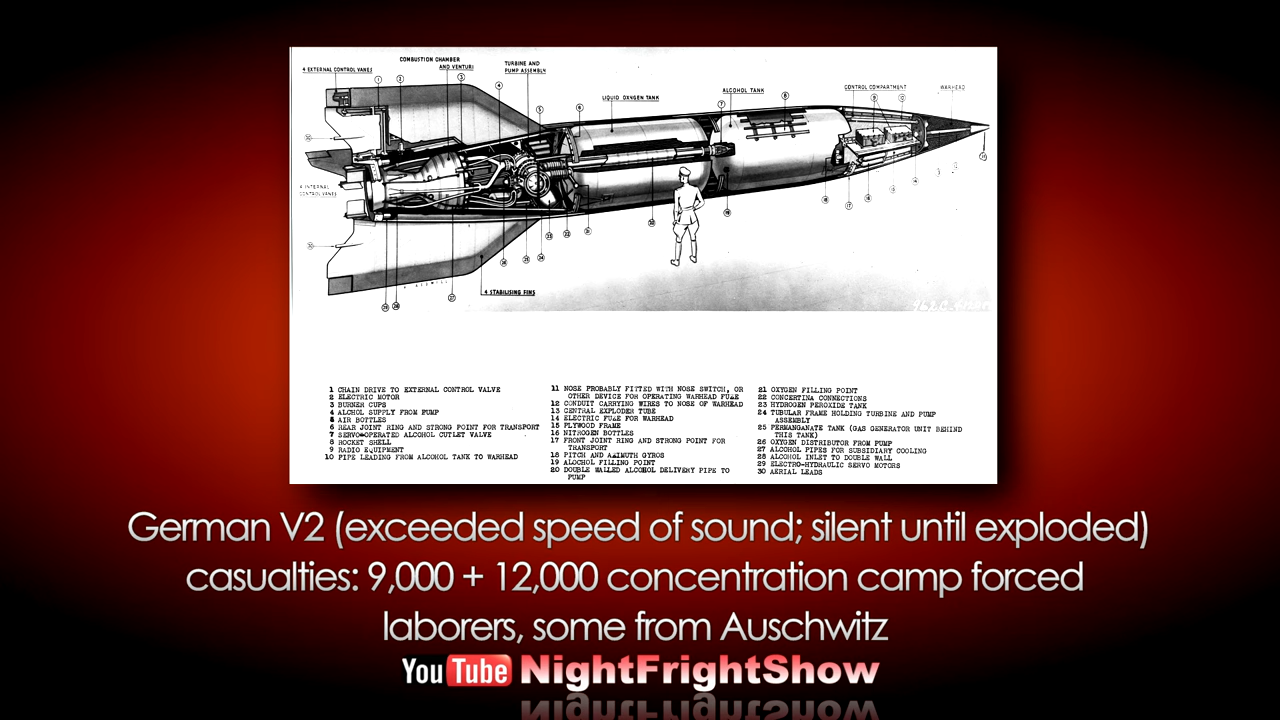 4 EXTERNAL CONTROL VANES
COMBUSTION CHAMBER
AND VENTURI
TURBINE AND
PUMP ASSEMBLY
LIQUID OXYGEN TANK
ALCOHOL TANK
CONTROL COMPARTMENT
WARHEAD
4 INTERNAL
CONTROL VANES
4 STABILISING FINS
1 CHAIN DRIVE TO EXTERNAL CONTROL VALVE
2 ELECTRIC MOTOR
3 BURNER CUPS
4 ALCHOL SUPPLY FROM PUMP
5 AIR BOTTLES
6 REAR JOINT RING AND STRONG POINT FOR TRANSPORT
7 SERVO-OPERATED ALCOHOL CUTLET VALVE
8 ROCKET SHELL
9 RADIO EQUIPMENT
10 PIPE LEADING FROM ALCOHOL TANK TO WARHEAD
11 NOSE PROBABLY FITTED WITH NOSE SWITCH, OR
OTHER DEVICE FOR OPERATING WARHEAD FUZE
12 CONDUIT CARRYING WIRES TO NOSE OF WARHEAD
13 CENTRAL EXPLODER TUBE
14 ELECTRIC FUZE FOR WARHEAD
15 PLYWOOD FRAME
16 NITROGEN BOTTLES
17 FRONT JOINT RING AND STRONG POINT FOR
TRANSPORT
18 PITCH AND AZIMUTH GYROS
19 ALOCHOL FILLING POINT
20 DOUBLE WALLED ALCOHOL DELIVERY PIPE TO
PUMP
21 OXYGEN FILLING POINT
22 CONCERTINA CONNECTIONS
23 HYDROGEN PEROXIDE TANK
24 TUBULAR FRAME HOLDING TURBINE AND PUMP
ASSEMBLY
25 PERMANGANATE TANK (GAS GENERATOR UNIT BEHIND
THIS TANK)
26 OXYGEN DISTRIBUTOR FROM PUMP
27 ALCOHOL PIPES FOR SUBSIDIARY COOLING
28 ALCOHOL INLET TO DOUBLE WALL
29 ELECTRO-HYDRAULIC SERVO MOTORS
30 AERIAL LEADS
German V2 (exceeded speed of sound; silent until exploded)
casualties: 9,000 + 12,000 concentration camp forced
laborers, some from Auschwitz
YouTube NightFrightShow